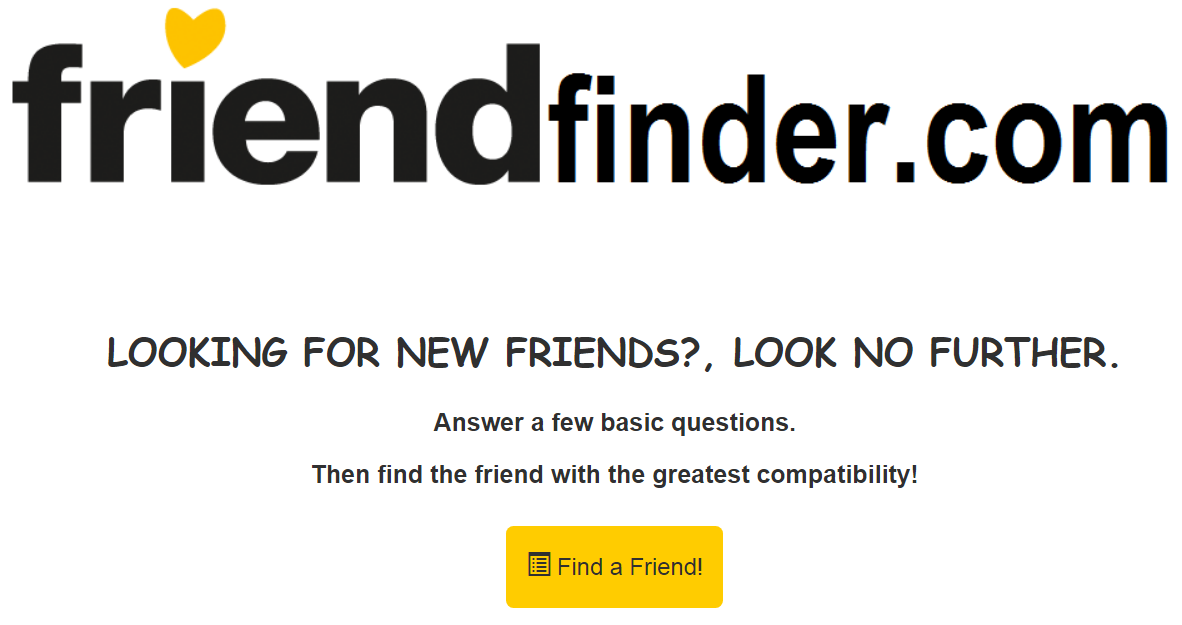 friendfinder.com
LOOKING FOR NEW FRIENDS?, LOOK NO FURTHER.
Answer a few basic questions.
Then find the friend with the greatest compatibility!
Find a Friend!